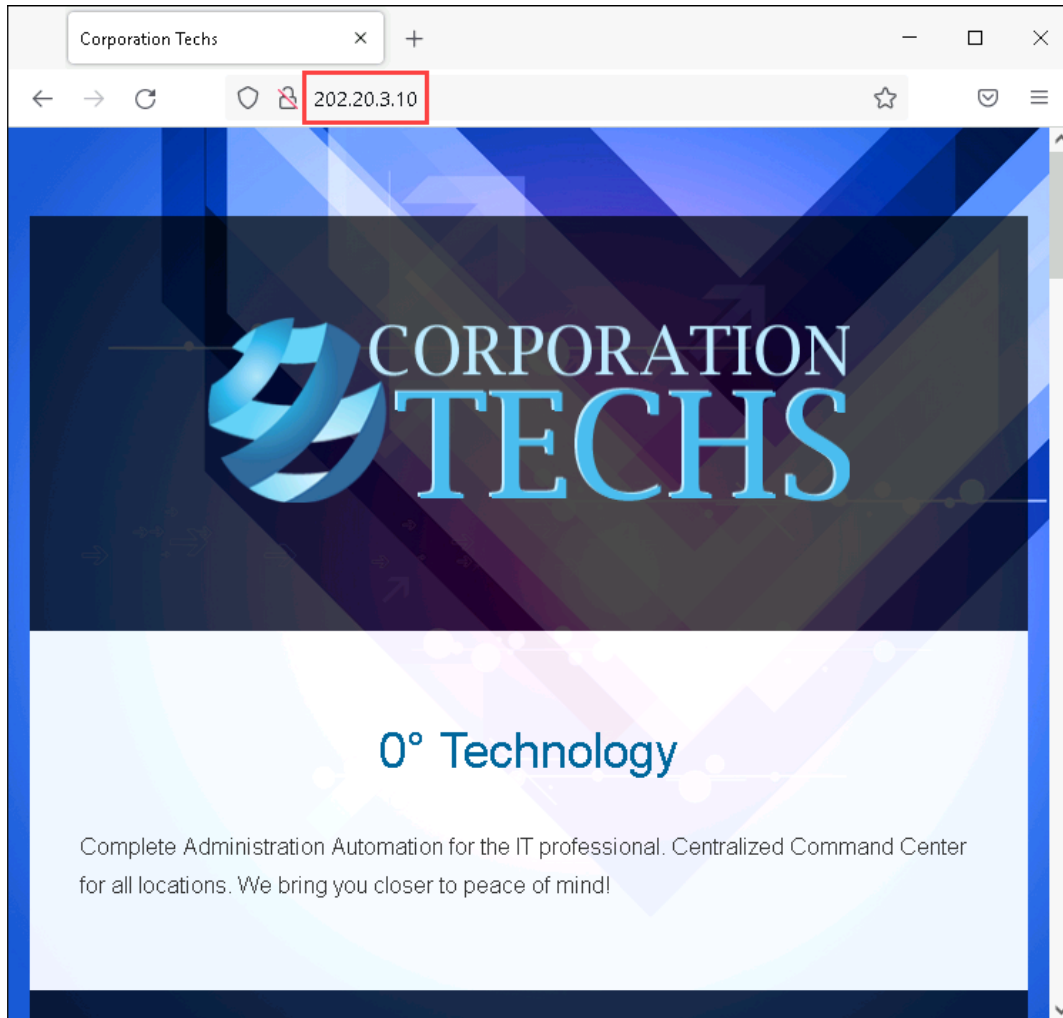 Corporation Techs
202.20.3.10
CORPORATION
TECHS
0° Technology
Complete Administration Automation for the IT professional. Centralized Command Center
for all locations. We bring you closer to peace of mind!